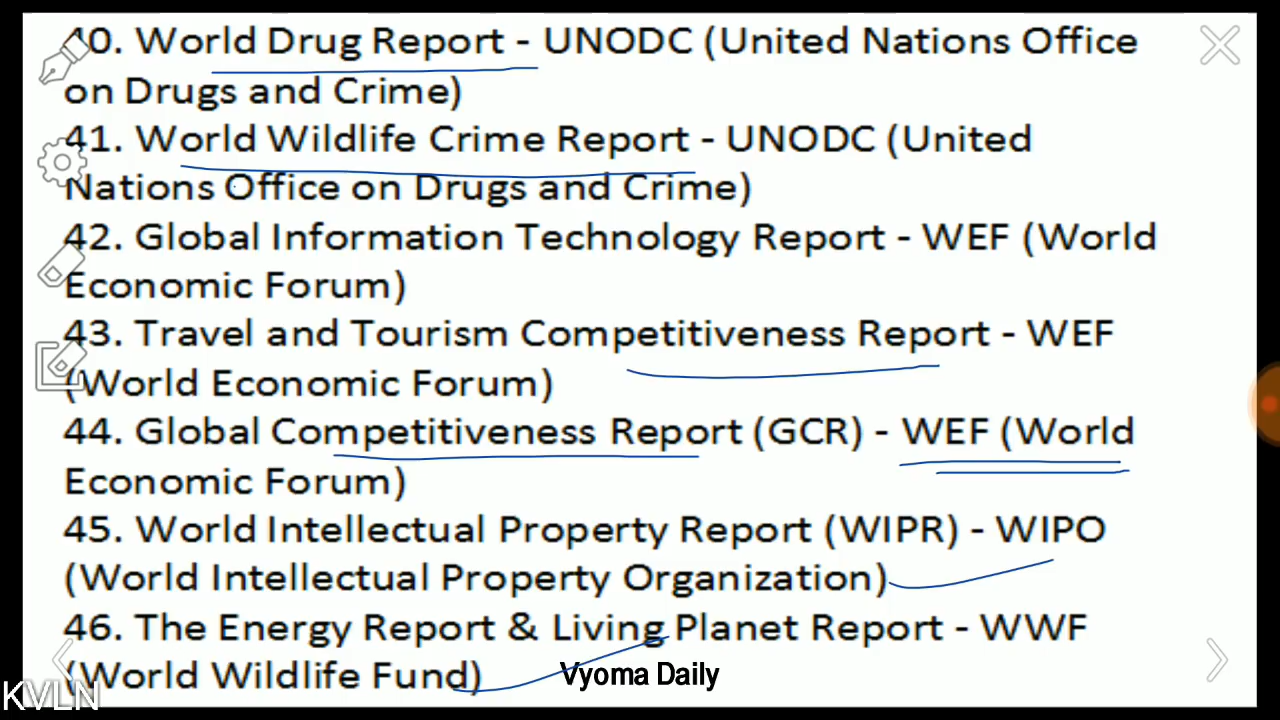 40. World Drug Report - UNODC (United Nations Office
on Drugs and Crime)
41. World Wildlife Crime Report - UNODC (United
Nations Office on Drugs and Crime)
42. Global Information Technology Report - WEF (World
Economic Forum)
43. Travel and Tourism Competitiveness Report - WEF
(World Economic Forum)
44. Global Competitiveness Report (GCR) - WEF (World
Economic Forum)
45. World Intellectual Property Report (WIPR) - WIPO
(World Intellectual Property Organization)
46. The Energy Report & Living Planet Report - WWF
(World Wildlife Fund)
Vyoma Daily
KVLN